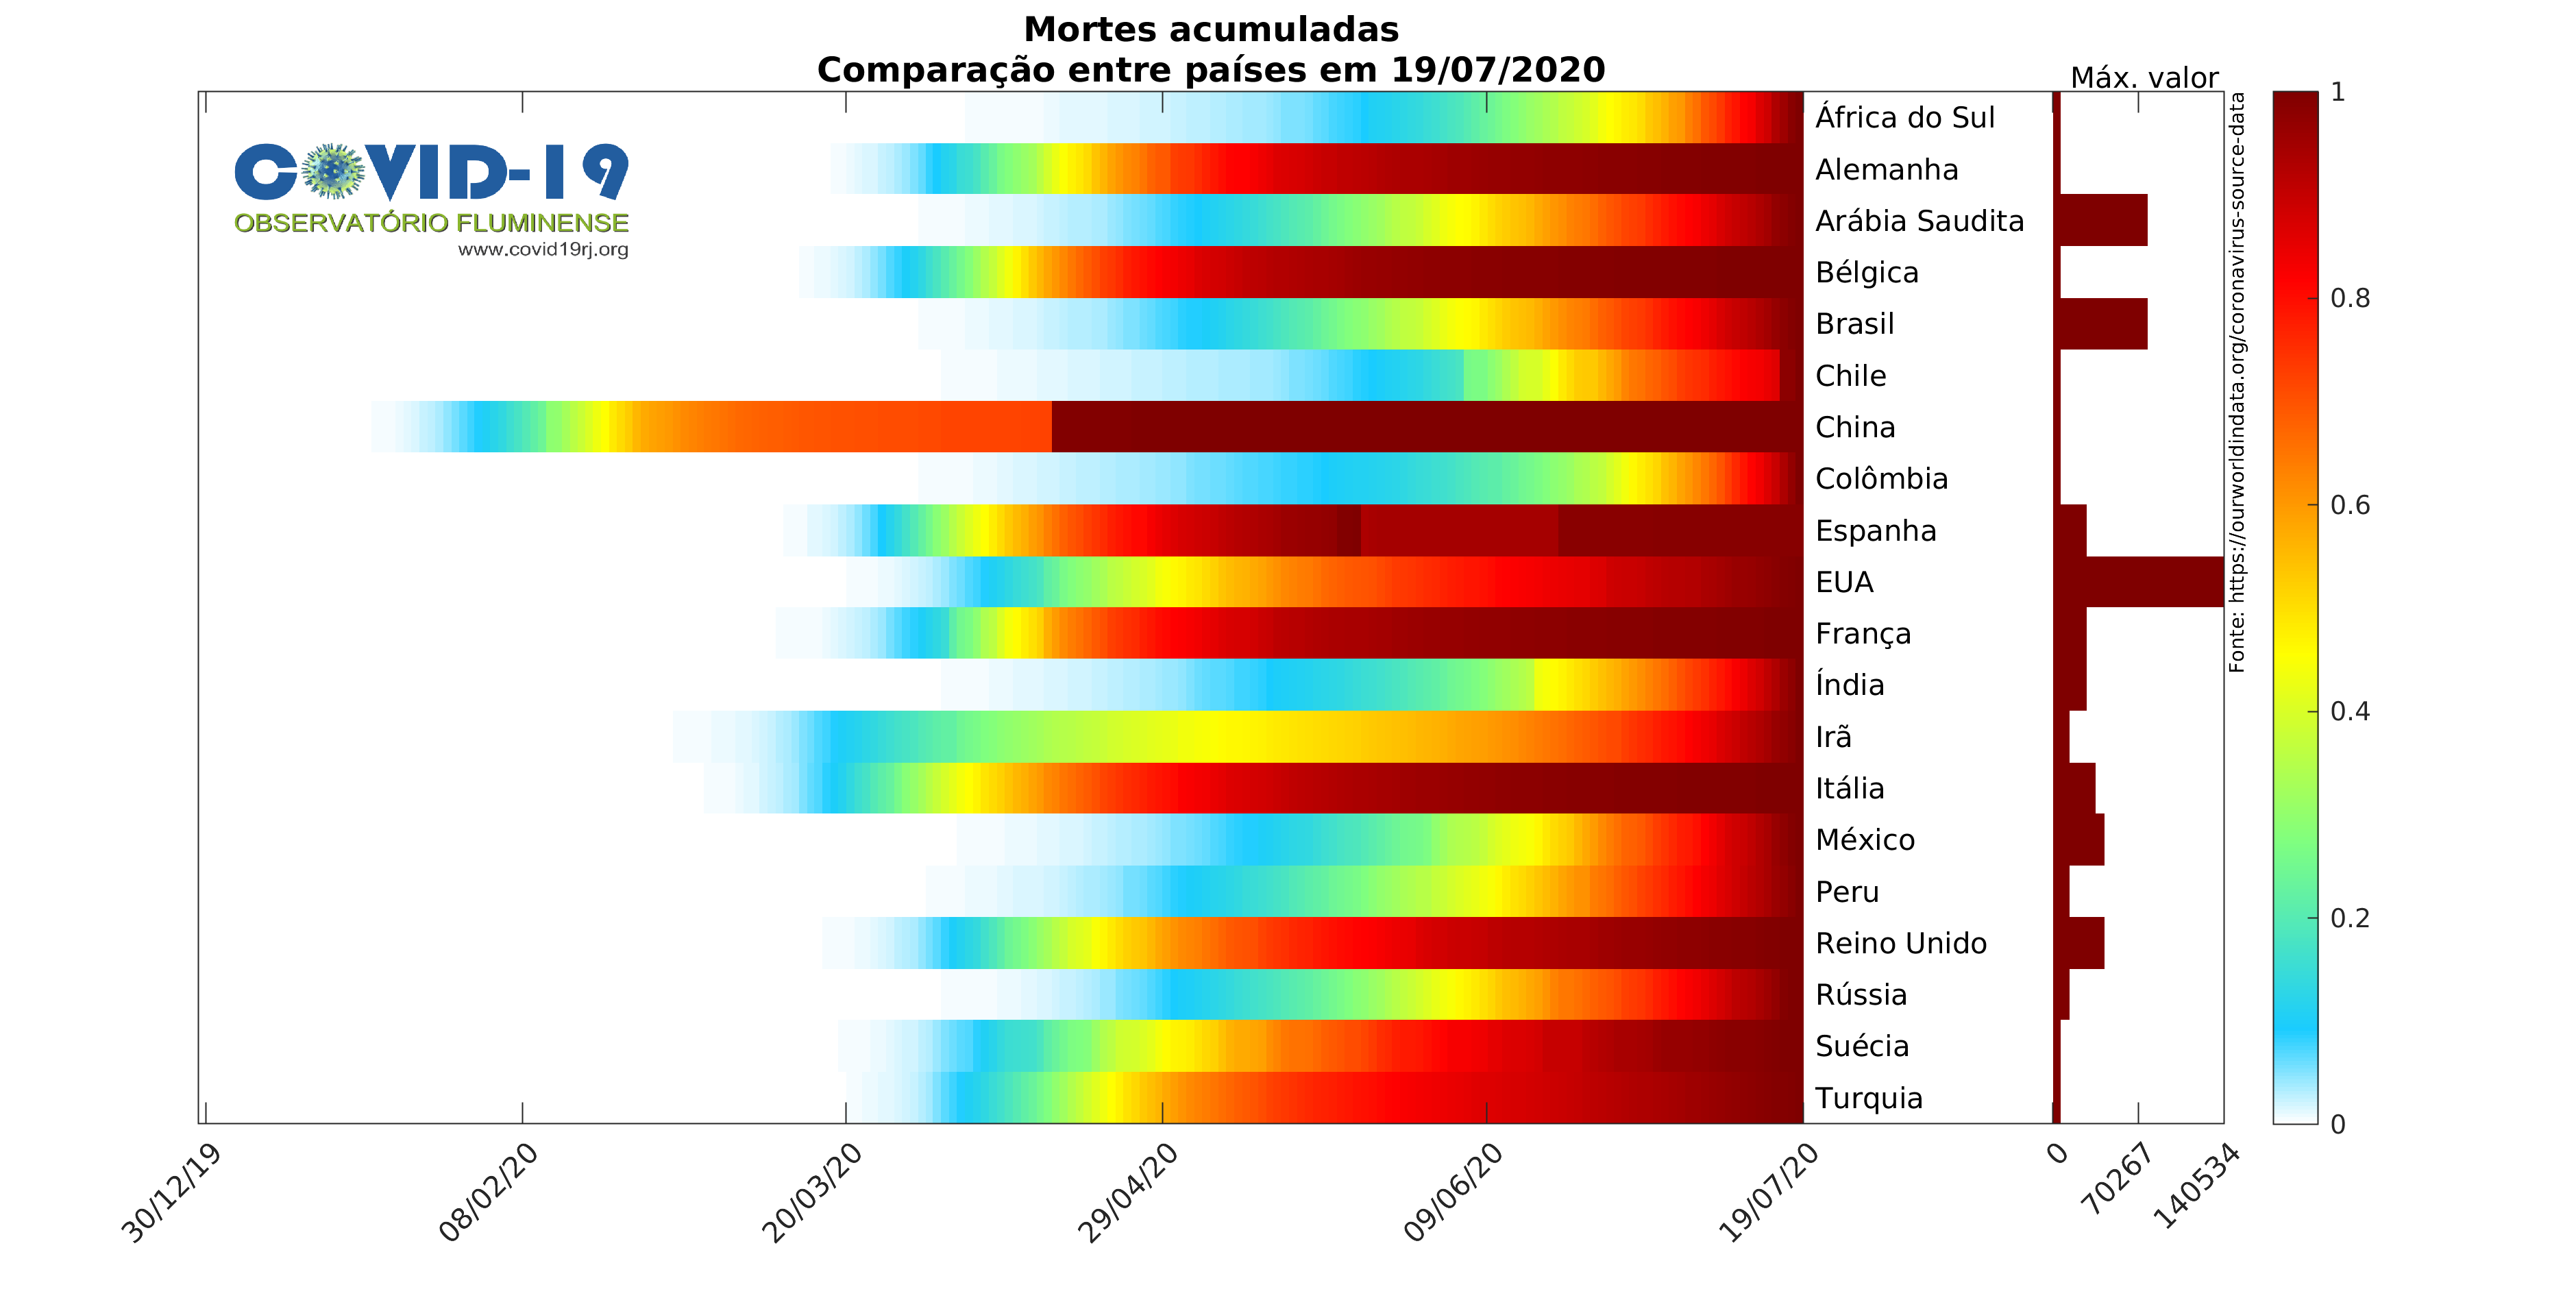 Mortes acumuladas
Comparação entre países em 19/07/2020
Máx. valor
COVID-19
OBSERVATÓRIO FLUMINENSE
www.covid19rj.org
África do Sul
Alemanha
Arábia Saudita
Bélgica
Brasil
Chile
China
Colômbia
Espanha
EUA
França
Índia
Irã
Itália
México
Peru
Reino Unido
Rússia
Suécia
Turquia
Fonte: https://ourworldindata.org/coronavirus-source-data
1
0.8
0.6
0.4
0.2
0
30/12/19
08/02/20
20/03/20
29/04/20
09/06/20
19/07/20
0
70267
140534